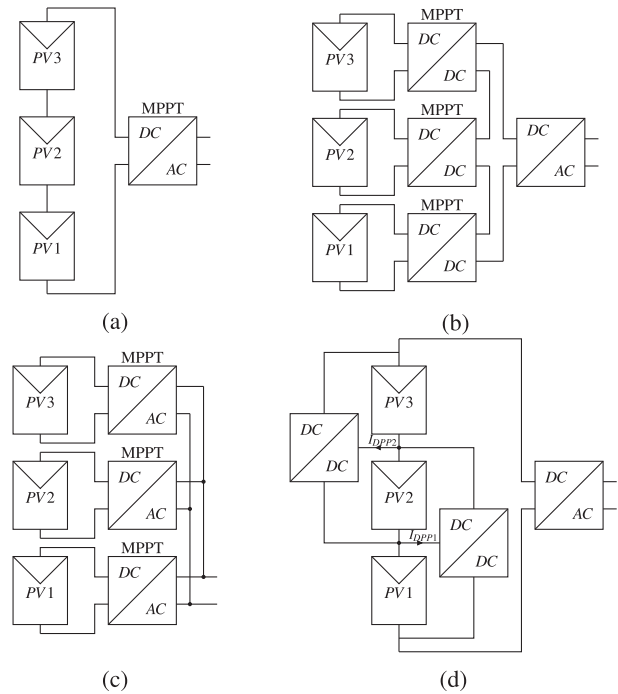 PV3
PV2
PV1
MPPT
DC
AC
(a)
MPPT
PV3
DC
DC
MPPT
PV2
DC
DC
DC
AC
MPPT
PV1
DC
DC
(b)
MPPT
PV3
DC
AC
MPPT
PV2
DC
AC
MPPT
PV1
DC
AC
(c)
PV3
DC
DC
I_DPP2
PV2
DC
AC
I_DPP1
DC
DC
PV1
(d)